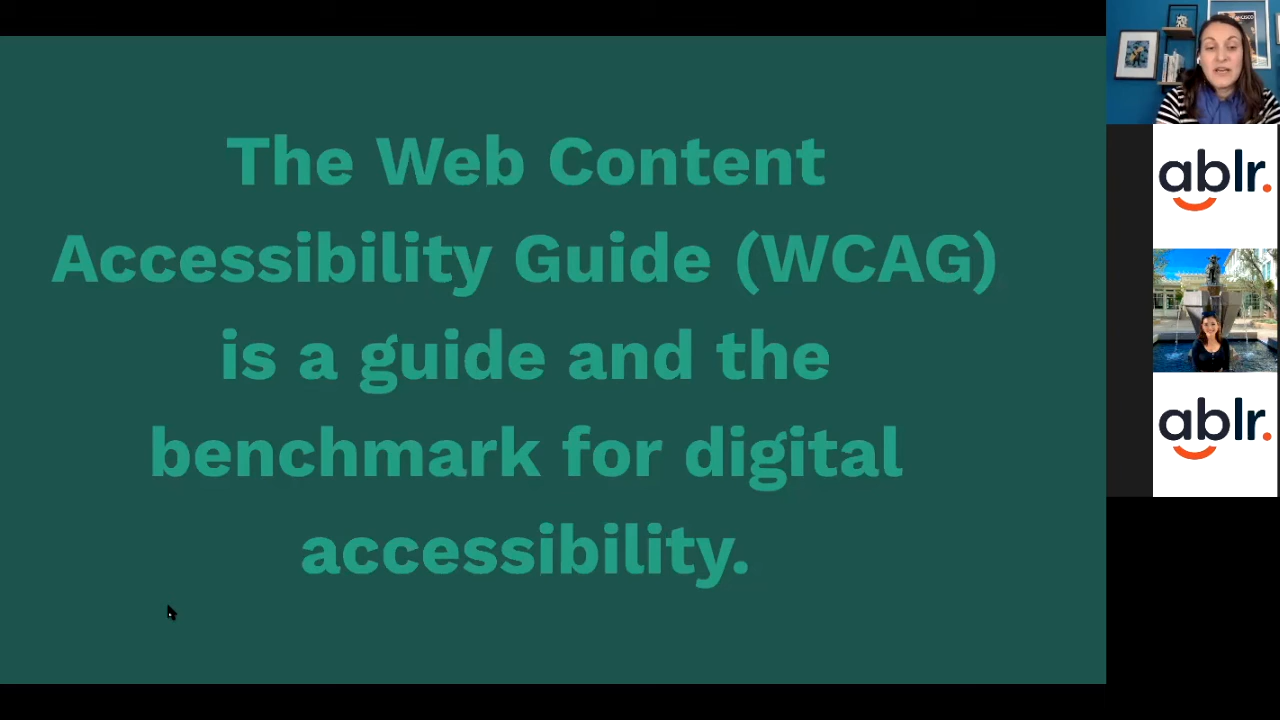 The Web Content
Accessibility Guide (WCAG)
is a guide and the
benchmark for digital
accessibility.
ablr.
ablr.